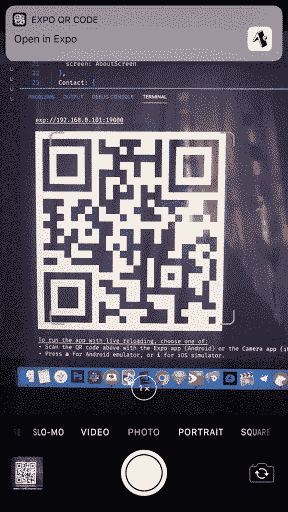 EXPO QR CODE
Open in Expo
screen: AboutScreen
22 },
23 Contact: {
PROBLEMS OUTPUT DEBUG CONSOLE TERMINAL
exp://192.168.0.101:19000
To run the app with live reloading, choose one of:
• Scan the QR code above with the Expo app (Android) or the Camera app
• Press a for Android emulator, or i for iOS simulator.
1×
SLO-MO VIDEO PHOTO PORTRAIT SQUARE